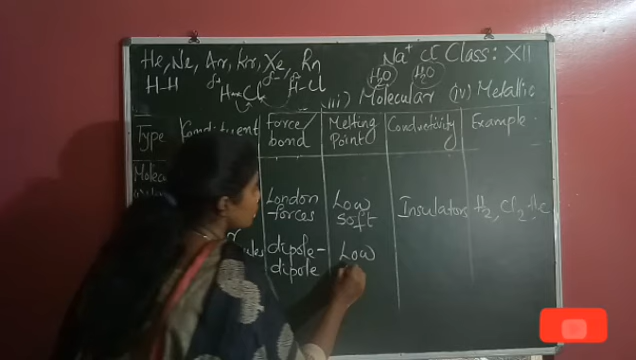 He, Ne, Ar, Kr, Xe, Rn Na⁺ Cl⁻ Class: XII
H-H H-Cl H-Cl H₂O H₂O
iii) Molecular (iv) Metallic
Type Constituent Force/bond Melting Point Conductivity Example
London forces Low soft Insulators H₂, Cl₂
dipole-dipole Low